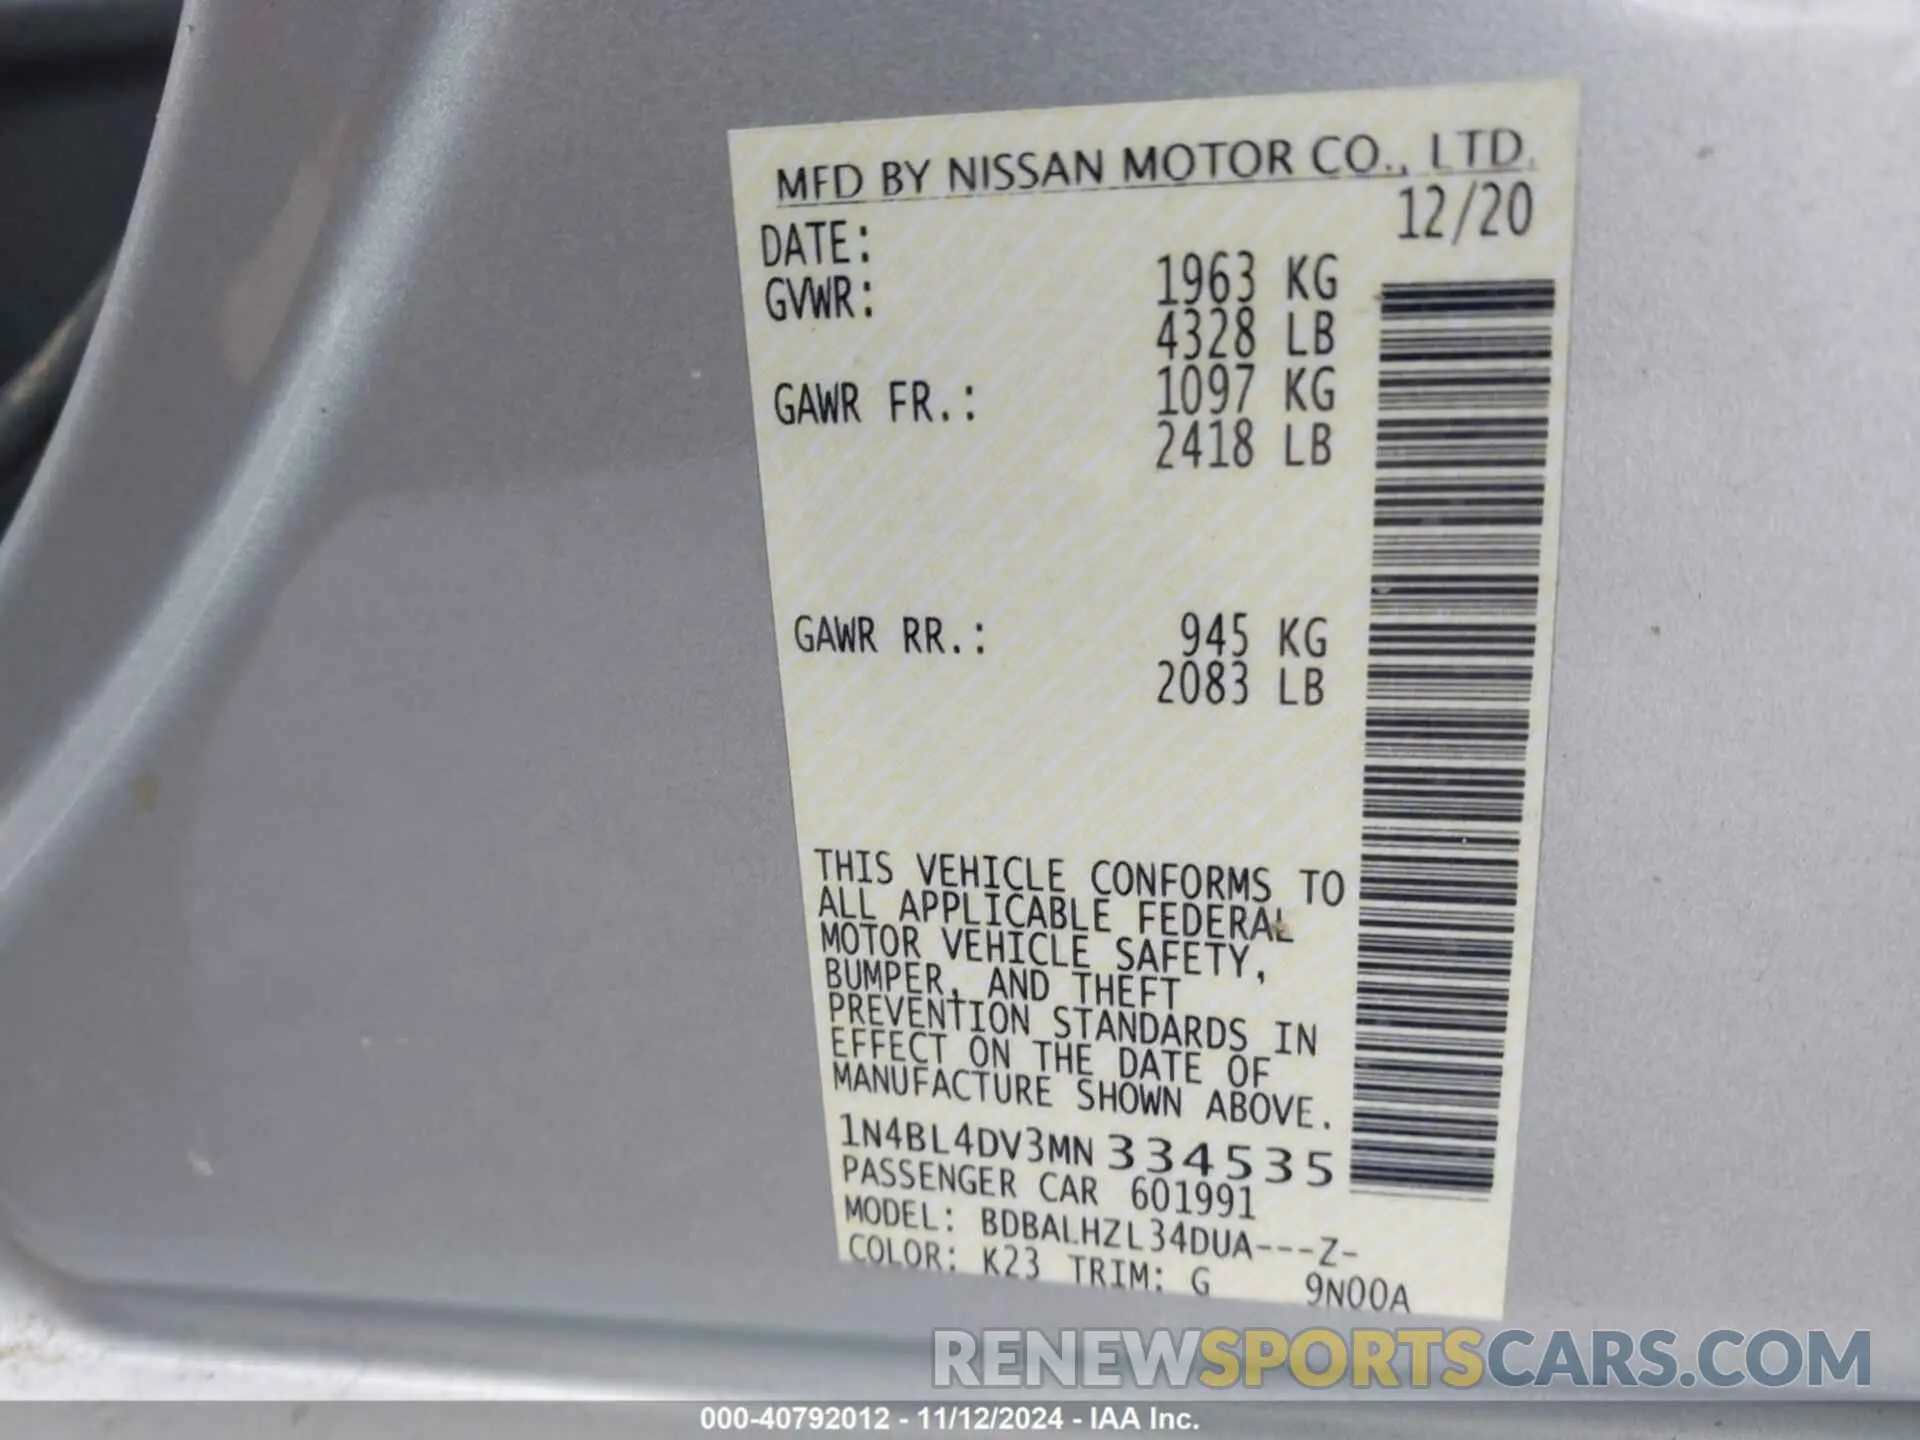 MFD BY NISSAN MOTOR CO., LTD.
DATE: 12/20
GVWR: 1963 KG
4328 LB
GAWR FR.: 1097 KG
2418 LB
GAWR RR.: 945 KG
2083 LB
THIS VEHICLE CONFORMS TO
ALL APPLICABLE FEDERAL
MOTOR VEHICLE SAFETY,
BUMPER, AND THEFT
PREVENTION STANDARDS IN
EFFECT ON THE DATE OF
MANUFACTURE SHOWN ABOVE.
1N4BL4DV3MN334535
PASSENGER CAR 601991
MODEL: BDBALHZL34DUA----Z-
COLOR: K23 TRIM: G 9N00A
RENEWSPORTSCARS.COM
000-40792012 - 11/12/2024 - IAA Inc.